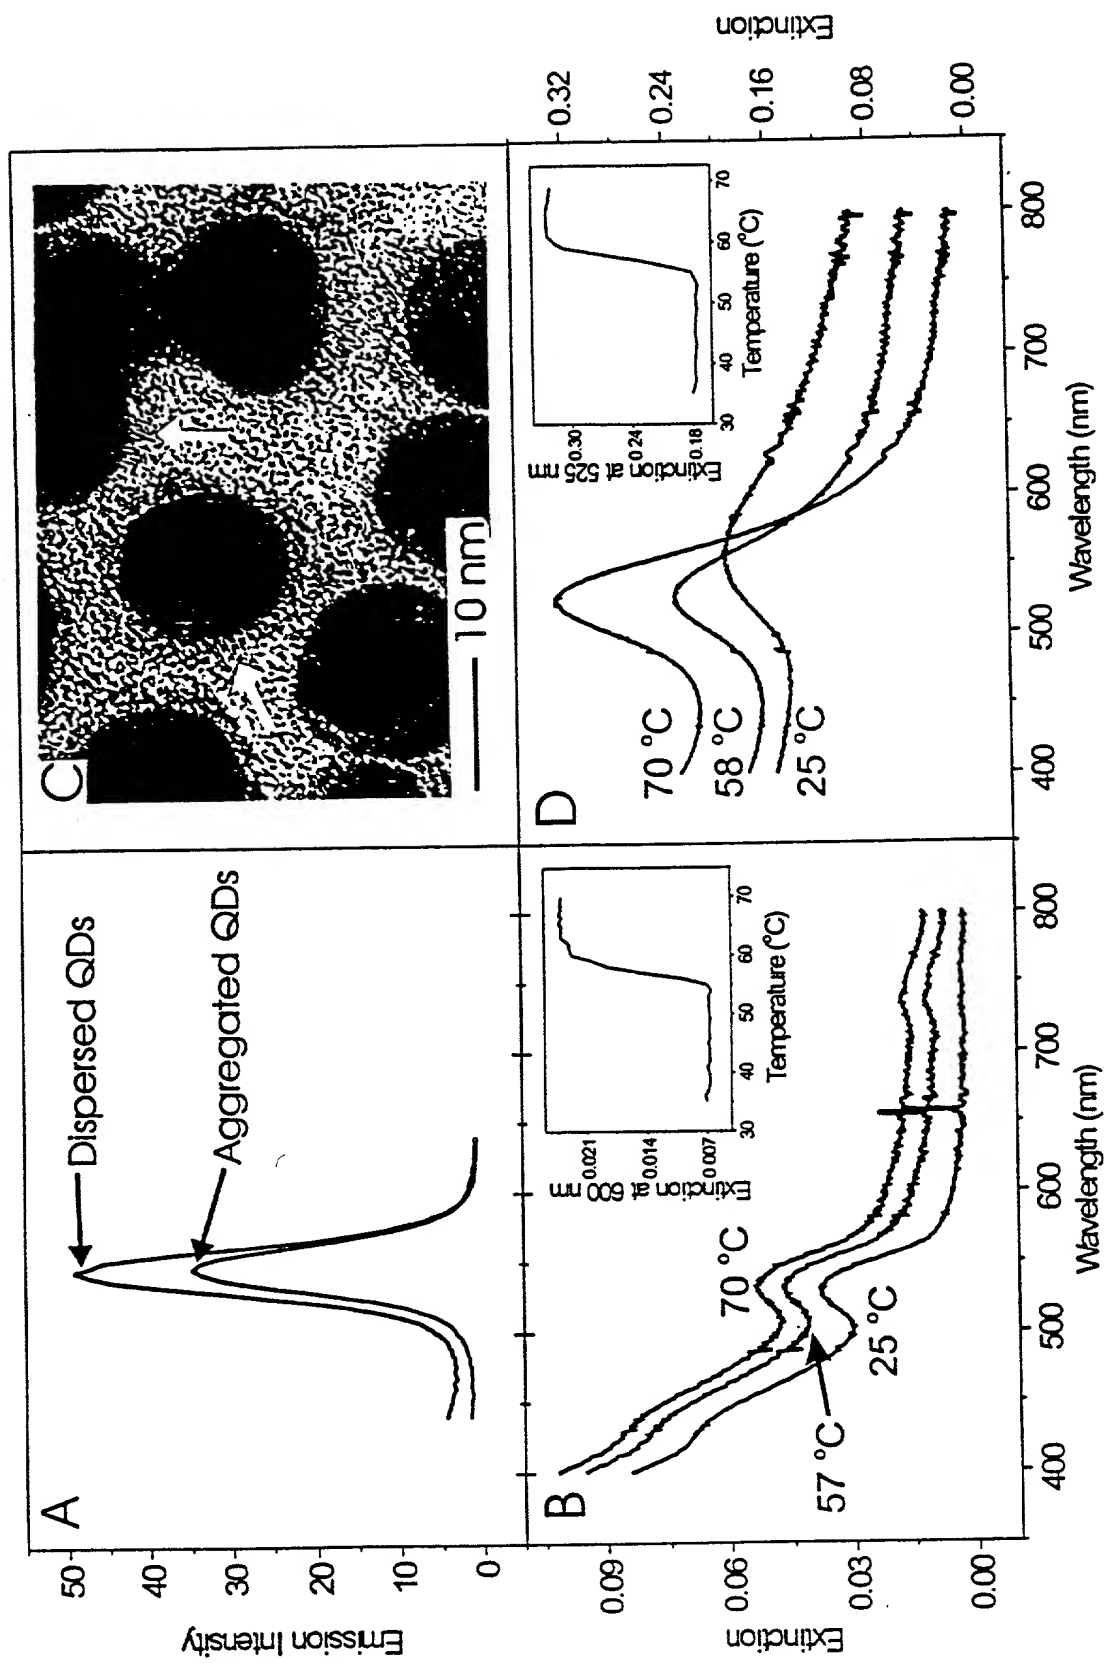 A
Dispersed QDs
Aggregated QDs
50
40
30
20
10
0
Emission Intensity
C
10 nm
B
70 °C
57 °C
25 °C
0.09
0.06
0.03
0.00
Extinction
400
500
600
700
800
Wavelength (nm)
0.021
0.014
0.007
Extinction at 600 nm
30
40
50
60
70
Temperature (°C)
D
70 °C
58 °C
25 °C
0.32
0.24
0.16
0.08
0.00
Extinction
400
500
600
700
800
Wavelength (nm)
0.30
0.24
0.18
Extinction at 525 nm
30
40
50
60
70
Temperature (°C)